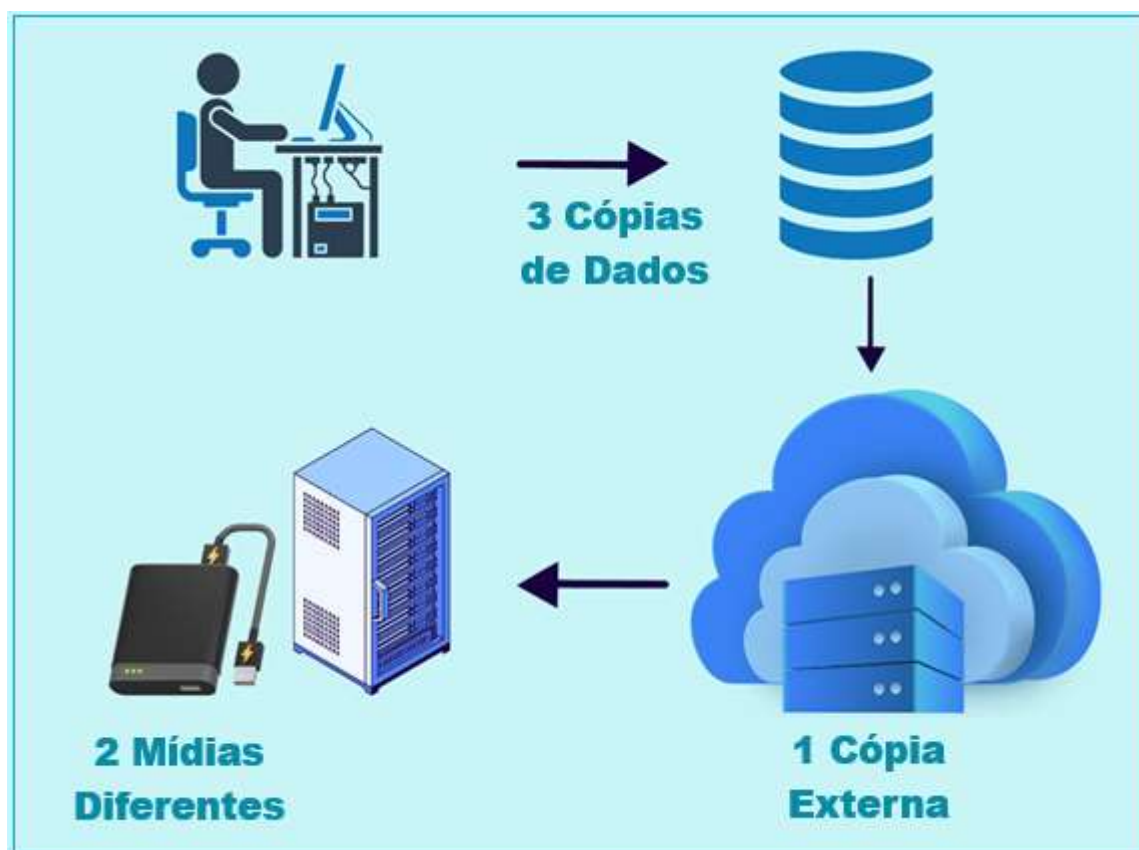 3 Cópias
de Dados
2 Mídias
Diferentes
1 Cópia
Externa